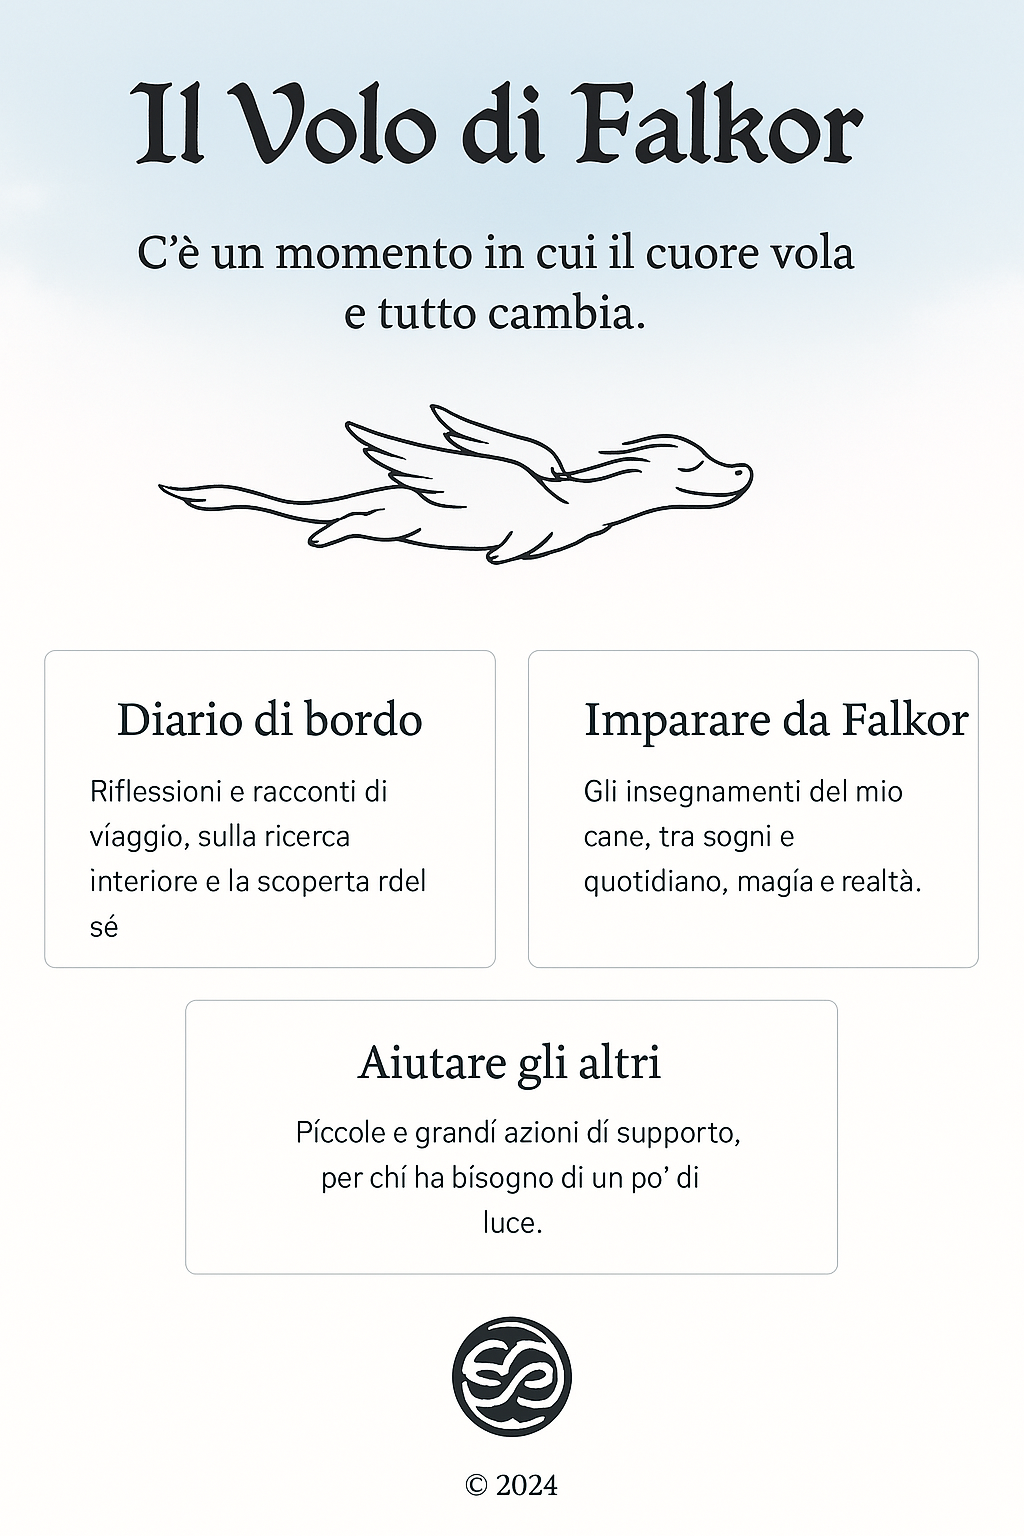 Il Volo di Falkor
C’è un momento in cui il cuore vola
e tutto cambia.
Diario di bordo
Riflessioni e racconti di
víaggio, sulla ricerca
interiore e la scoperta rdel
sé
Imparare da Falkor
Gli insegnamenti del mio
cane, tra sogni e
quotidiano, magía e realtà.
Aiutare gli altri
Píccole e grandí azioni dí supporto,
per chí ha bísogno di un po’ di
luce.
© 2024